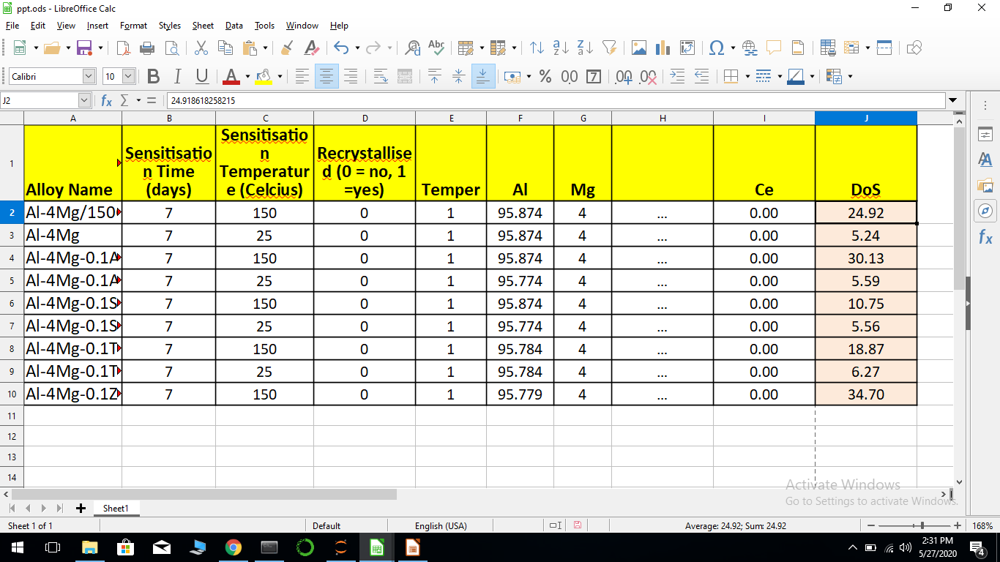 ppt.ods - LibreOffice Calc
File Edit View Insert Format Styles Sheet Data Tools Window Help
Calibri 10
J2 24.918618258215
A B C D E F G H I J
1 Alloy Name Sensitisatio n Time (days) Sensitisatio n Temperatur e (Celcius) Recrystallise d (0 = no, 1 =yes) Temper Al Mg Ce DoS
2 Al-4Mg/150 7 150 0 1 95.874 4 ... 0.00 24.92
3 Al-4Mg 7 25 0 1 95.874 4 ... 0.00 5.24
4 Al-4Mg-0.1A 7 150 0 1 95.874 4 ... 0.00 30.13
5 Al-4Mg-0.1A 7 25 0 1 95.774 4 ... 0.00 5.59
6 Al-4Mg-0.1S 7 150 0 1 95.874 4 ... 0.00 10.75
7 Al-4Mg-0.1S 7 25 0 1 95.774 4 ... 0.00 5.56
8 Al-4Mg-0.1T 7 150 0 1 95.784 4 ... 0.00 18.87
9 Al-4Mg-0.1T 7 25 0 1 95.784 4 ... 0.00 6.27
10 Al-4Mg-0.1Z 7 150 0 1 95.779 4 ... 0.00 34.70
11
12
13
14
Activate Windows
Go to Settings to activate Windows.
Sheet1
Sheet 1 of 1 Default English (USA) Average: 24.92; Sum: 24.92 168%
2:31 PM
5/27/2020
4